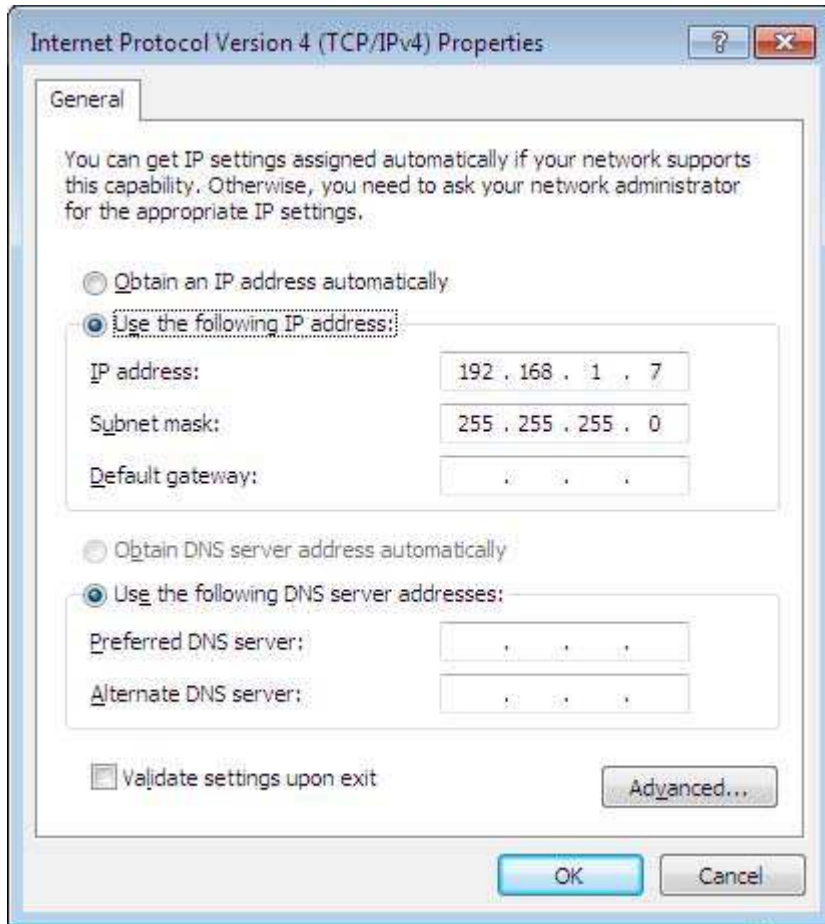 Internet Protocol Version 4 (TCP/IPv4) Properties
General
You can get IP settings assigned automatically if your network supports
this capability. Otherwise, you need to ask your network administrator
for the appropriate IP settings.
Obtain an IP address automatically
Use the following IP address:
IP address: 192 . 168 . 1 . 7
Subnet mask: 255 . 255 . 255 . 0
Default gateway: . . .
Obtain DNS server address automatically
Use the following DNS server addresses:
Preferred DNS server: . . .
Alternate DNS server: . . .
Validate settings upon exit
Advanced...
OK Cancel